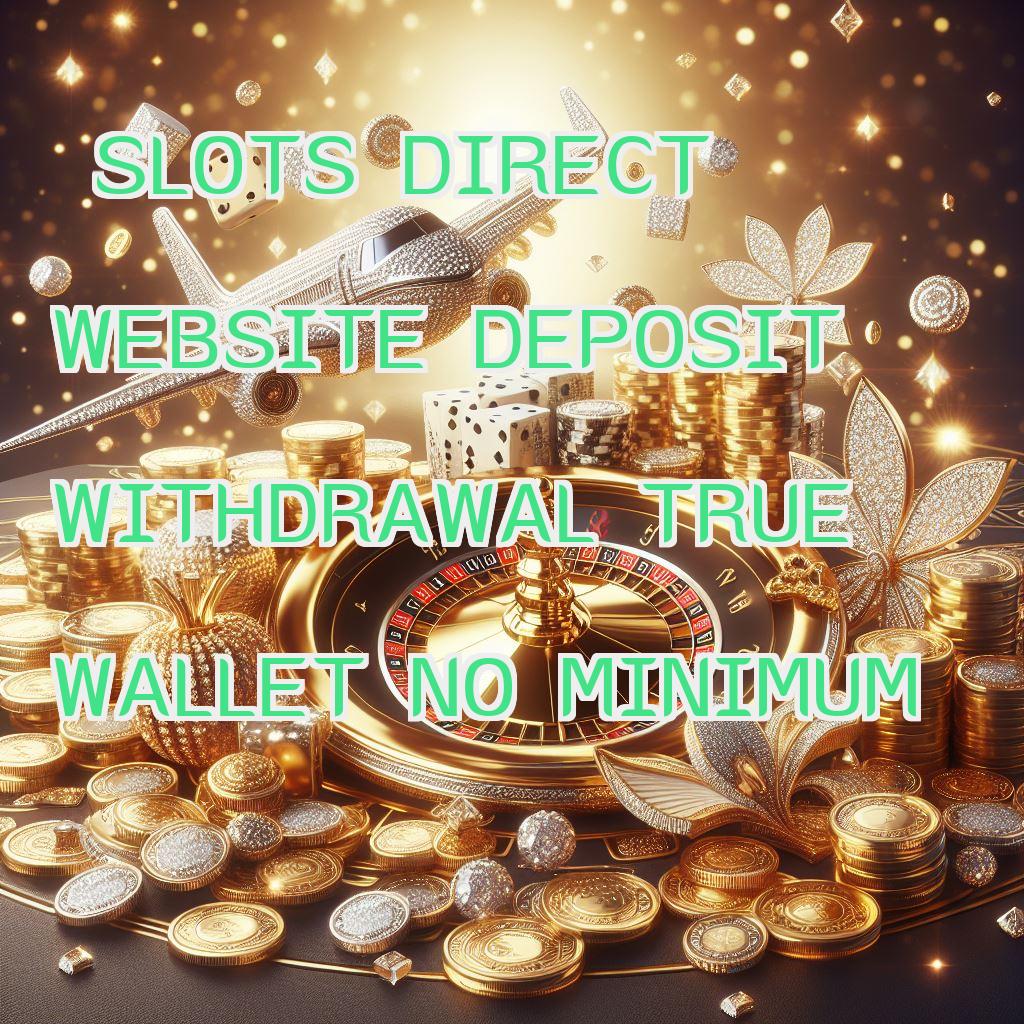 SLOTS DIRECT
WEBSITE DEPOSIT
WITHDRAWAL TRUE
WALLET NO MINIMUM